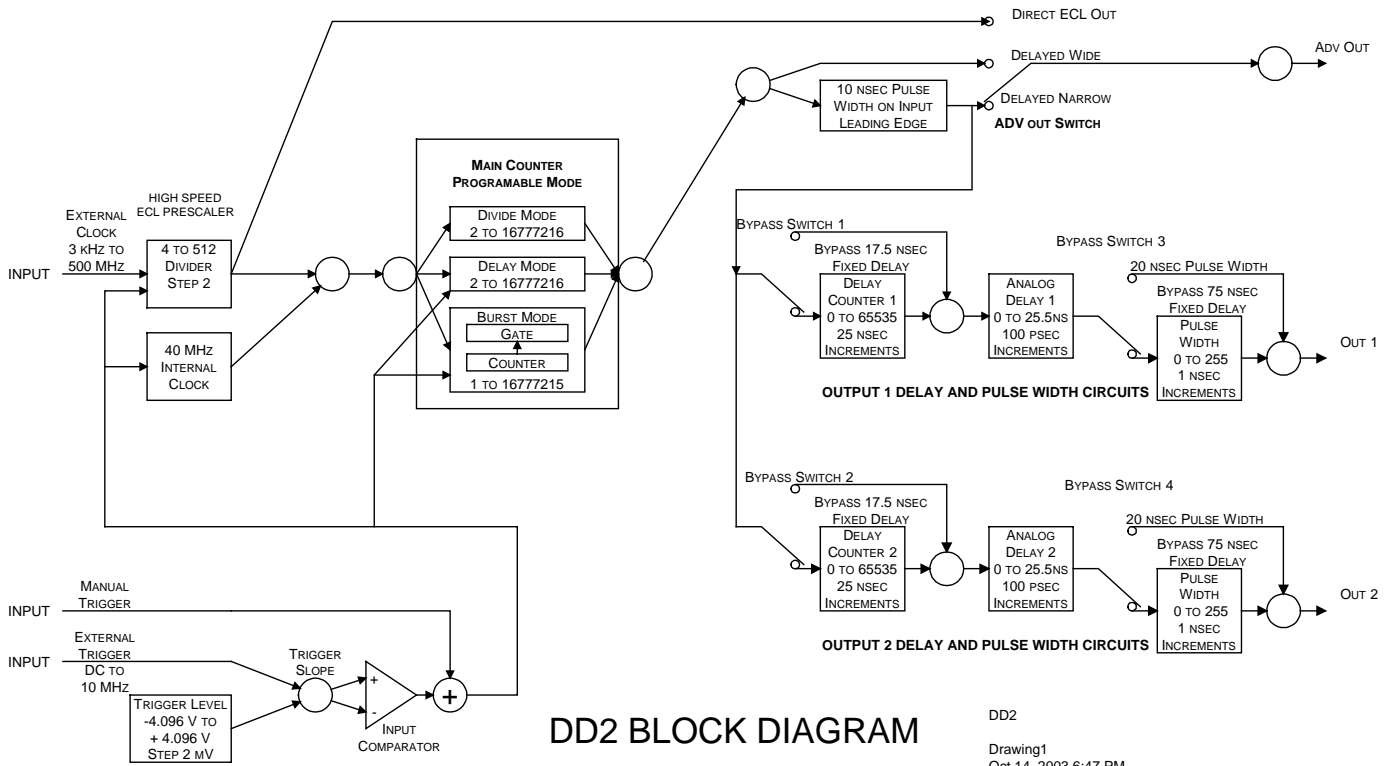 DIRECT ECL OUT
DELAYED WIDE
ADV OUT
10 NSEC PULSE
WIDTH ON INPUT
LEADING EDGE
DELAYED NARROW
ADV OUT SWITCH
MAIN COUNTER
PROGRAMABLE MODE
HIGH SPEED
ECL PRESCALER
EXTERNAL
CLOCK
3 KHZ TO
500 MHZ
INPUT
4 TO 512
DIVIDER
STEP 2
DIVIDE MODE
2 TO 16777216
DELAY MODE
2 TO 16777216
BURST MODE
GATE
COUNTER
1 TO 16777215
40 MHZ
INTERNAL
CLOCK
BYPASS SWITCH 1
BYPASS 17.5 NSEC
FIXED DELAY
DELAY
COUNTER 1
0 TO 65535
25 NSEC
INCREMENTS
ANALOG
DELAY 1
0 TO 25.5NS
100 PSEC
INCREMENTS
BYPASS SWITCH 3
20 NSEC PULSE WIDTH
BYPASS 75 NSEC
FIXED DELAY
PULSE
WIDTH
0 TO 255
1 NSEC
INCREMENTS
OUT 1
OUTPUT 1 DELAY AND PULSE WIDTH CIRCUITS
BYPASS SWITCH 2
BYPASS 17.5 NSEC
FIXED DELAY
DELAY
COUNTER 2
0 TO 65535
25 NSEC
INCREMENTS
ANALOG
DELAY 2
0 TO 25.5NS
100 PSEC
INCREMENTS
BYPASS SWITCH 4
20 NSEC PULSE WIDTH
BYPASS 75 NSEC
FIXED DELAY
PULSE
WIDTH
0 TO 255
1 NSEC
INCREMENTS
OUT 2
OUTPUT 2 DELAY AND PULSE WIDTH CIRCUITS
INPUT
MANUAL
TRIGGER
INPUT
EXTERNAL
TRIGGER
DC TO
10 MHZ
TRIGGER
SLOPE
+
-
+
TRIGGER LEVEL
-4.096 V TO
+ 4.096 V
STEP 2 MV
INPUT
COMPARATOR
DD2 BLOCK DIAGRAM
DD2
Drawing1
Oct 14, 2003 6:47 PM